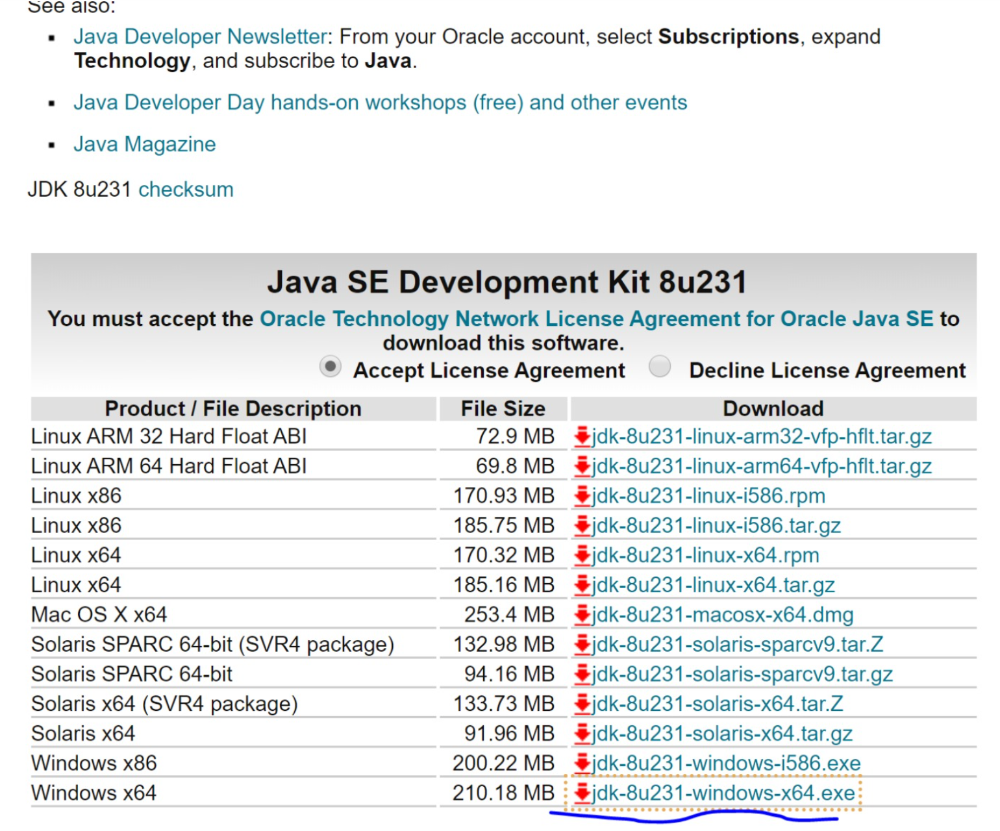 See also:
Java Developer Newsletter: From your Oracle account, select Subscriptions, expand
Technology, and subscribe to Java.
Java Developer Day hands-on workshops (free) and other events
Java Magazine
JDK 8u231 checksum
Java SE Development Kit 8u231
You must accept the Oracle Technology Network License Agreement for Oracle Java SE to
download this software.
Accept License Agreement Decline License Agreement
Product / File Description File Size Download
Linux ARM 32 Hard Float ABI 72.9 MB jdk-8u231-linux-arm32-vfp-hflt.tar.gz
Linux ARM 64 Hard Float ABI 69.8 MB jdk-8u231-linux-arm64-vfp-hflt.tar.gz
Linux x86 170.93 MB jdk-8u231-linux-i586.rpm
Linux x86 185.75 MB jdk-8u231-linux-i586.tar.gz
Linux x64 170.32 MB jdk-8u231-linux-x64.rpm
Linux x64 185.16 MB jdk-8u231-linux-x64.tar.gz
Mac OS X x64 253.4 MB jdk-8u231-macosx-x64.dmg
Solaris SPARC 64-bit (SVR4 package) 132.98 MB jdk-8u231-solaris-sparcv9.tar.Z
Solaris SPARC 64-bit 94.16 MB jdk-8u231-solaris-sparcv9.tar.gz
Solaris x64 (SVR4 package) 133.73 MB jdk-8u231-solaris-x64.tar.Z
Solaris x64 91.96 MB jdk-8u231-solaris-x64.tar.gz
Windows x86 200.22 MB jdk-8u231-windows-i586.exe
Windows x64 210.18 MB jdk-8u231-windows-x64.exe